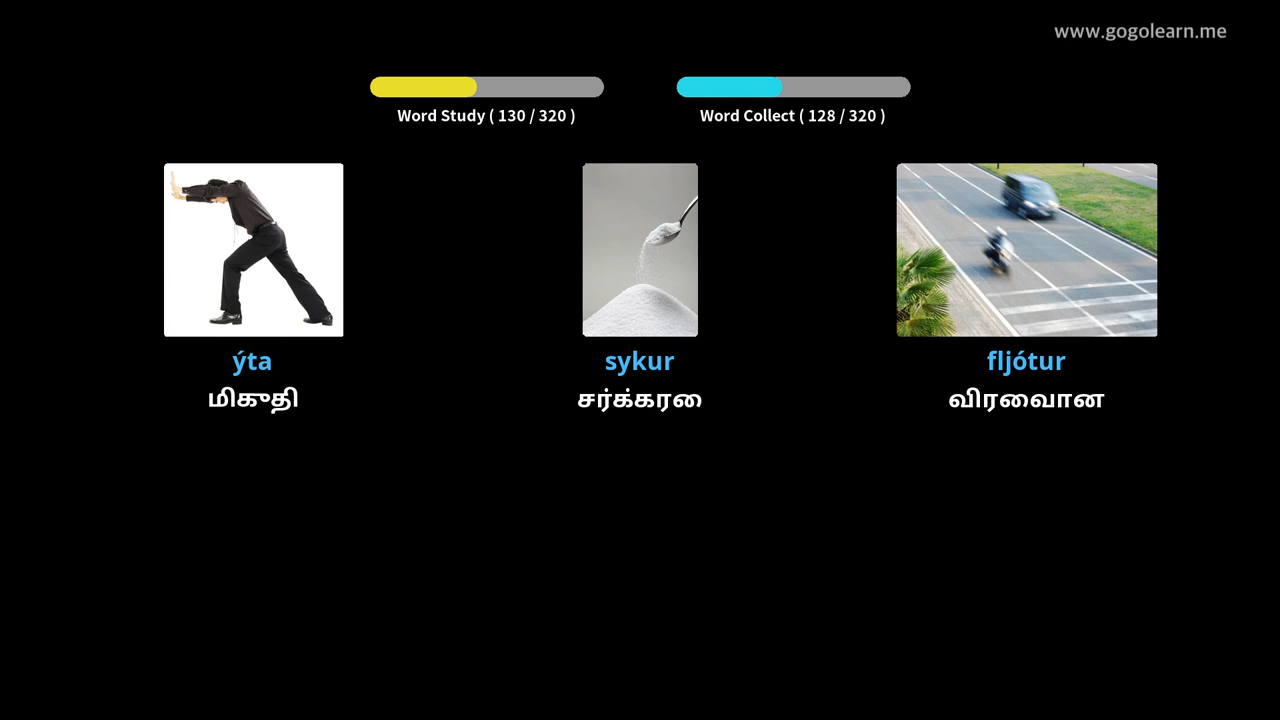 www.gogolearn.me
Word Study ( 130 / 320 )
Word Collect ( 128 / 320 )
ýta
sykur
fljótur
மிகுதி
சர்க்கரை
விரைவான